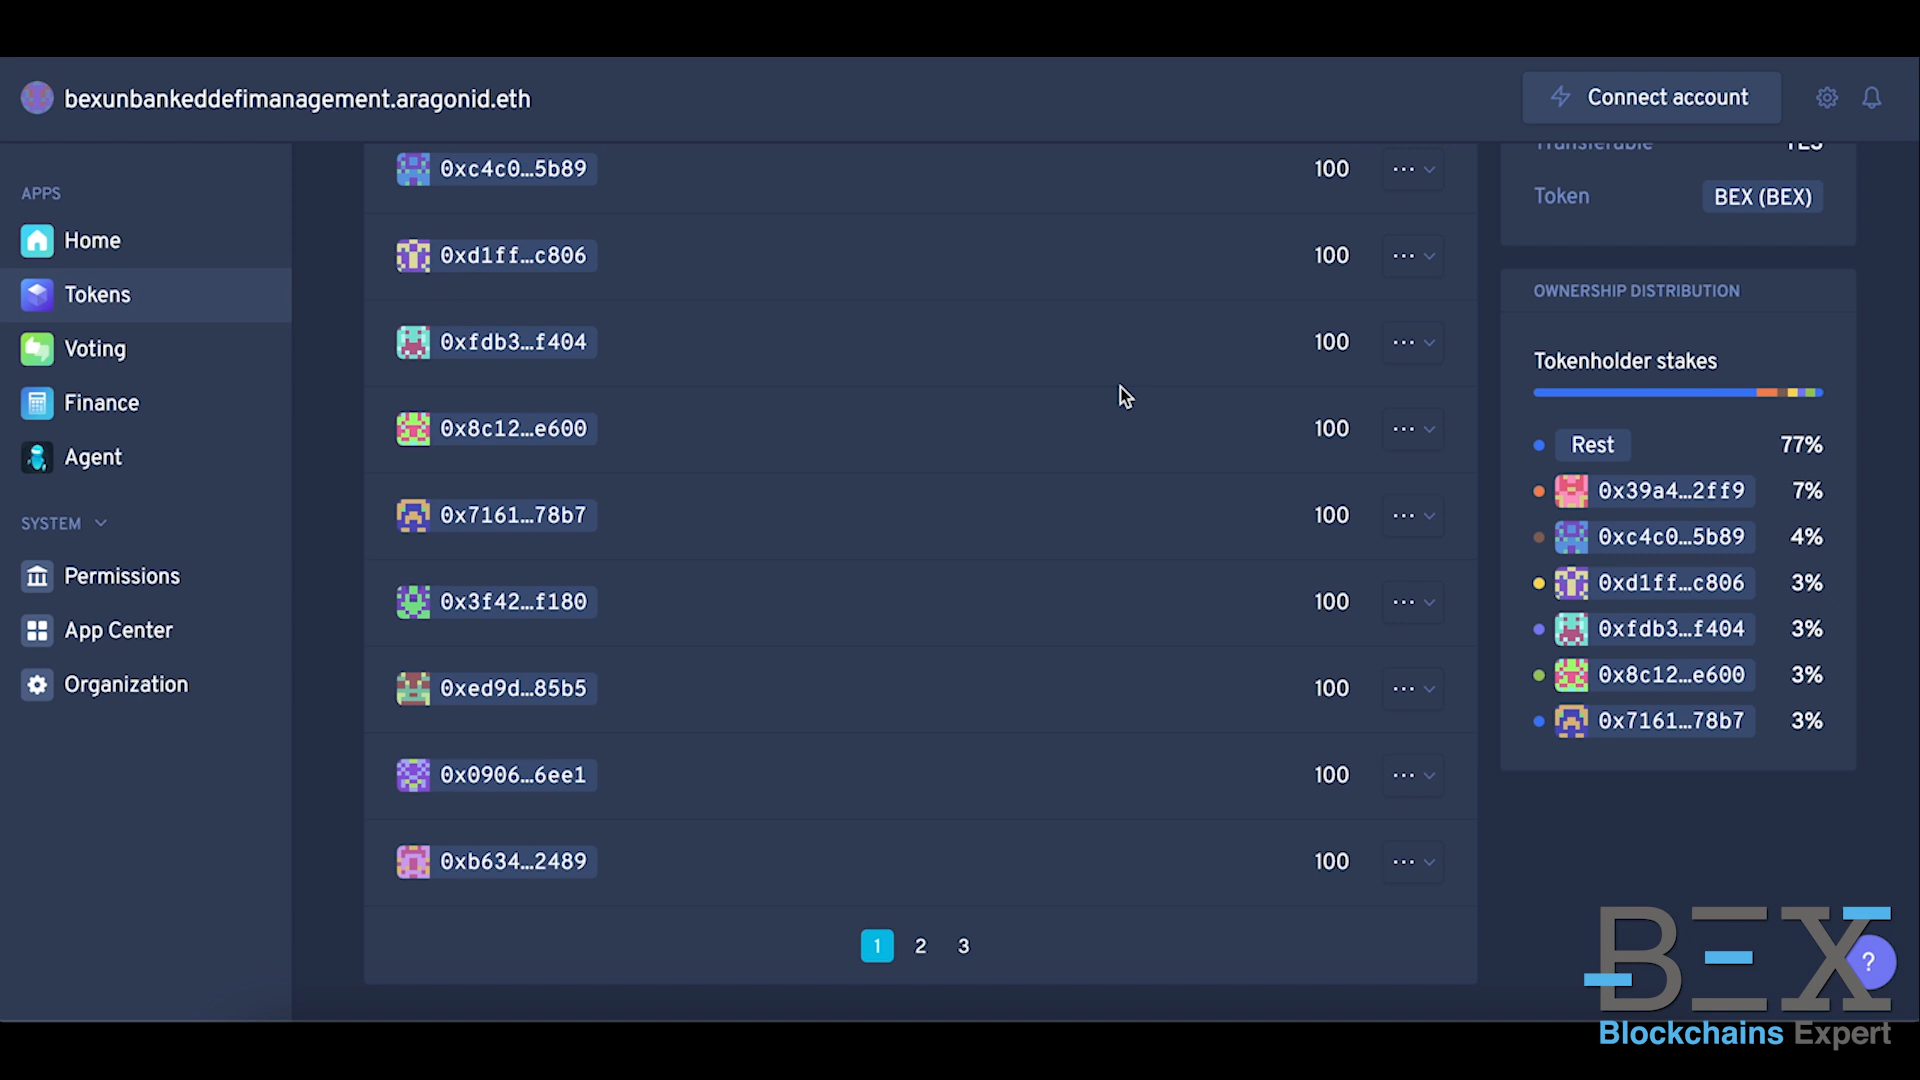 bexunbankeddefimanagement.aragonid.eth
Connect account
APPS
Home
Tokens
Voting
Finance
Agent
SYSTEM
Permissions
App Center
Organization
0xc4c0…5b89 100 ...
0xd1ff…c806 100 ...
0xfdb3…f404 100 ...
0x8c12…e600 100 ...
0x7161…78b7 100 ...
0x3f42…f180 100 ...
0xed9d…85b5 100 ...
0x0906…6ee1 100 ...
0xb634…2489 100 ...
1 2 3
Transferable YES
Token BEX (BEX)
OWNERSHIP DISTRIBUTION
Tokenholder stakes
Rest 77%
0x39a4…2ff9 7%
0xc4c0…5b89 4%
0xd1ff…c806 3%
0xfdb3…f404 3%
0x8c12…e600 3%
0x7161…78b7 3%
BEX
?
Blockchains Expert